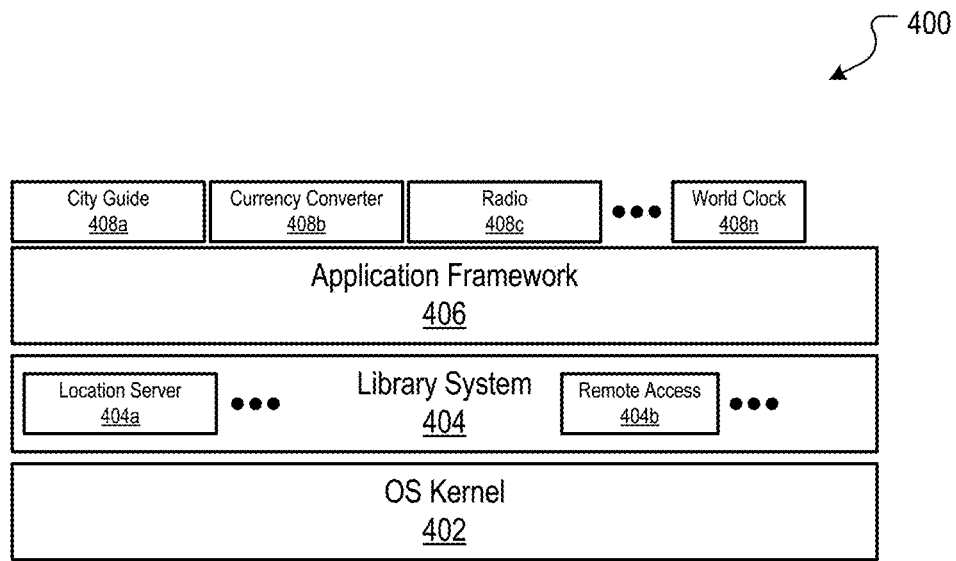 400
City Guide
408a
Currency Converter
408b
Radio
408c
World Clock
408n
Application Framework
406
Location Server
404a
Library System
404
Remote Access
404b
OS Kernel
402